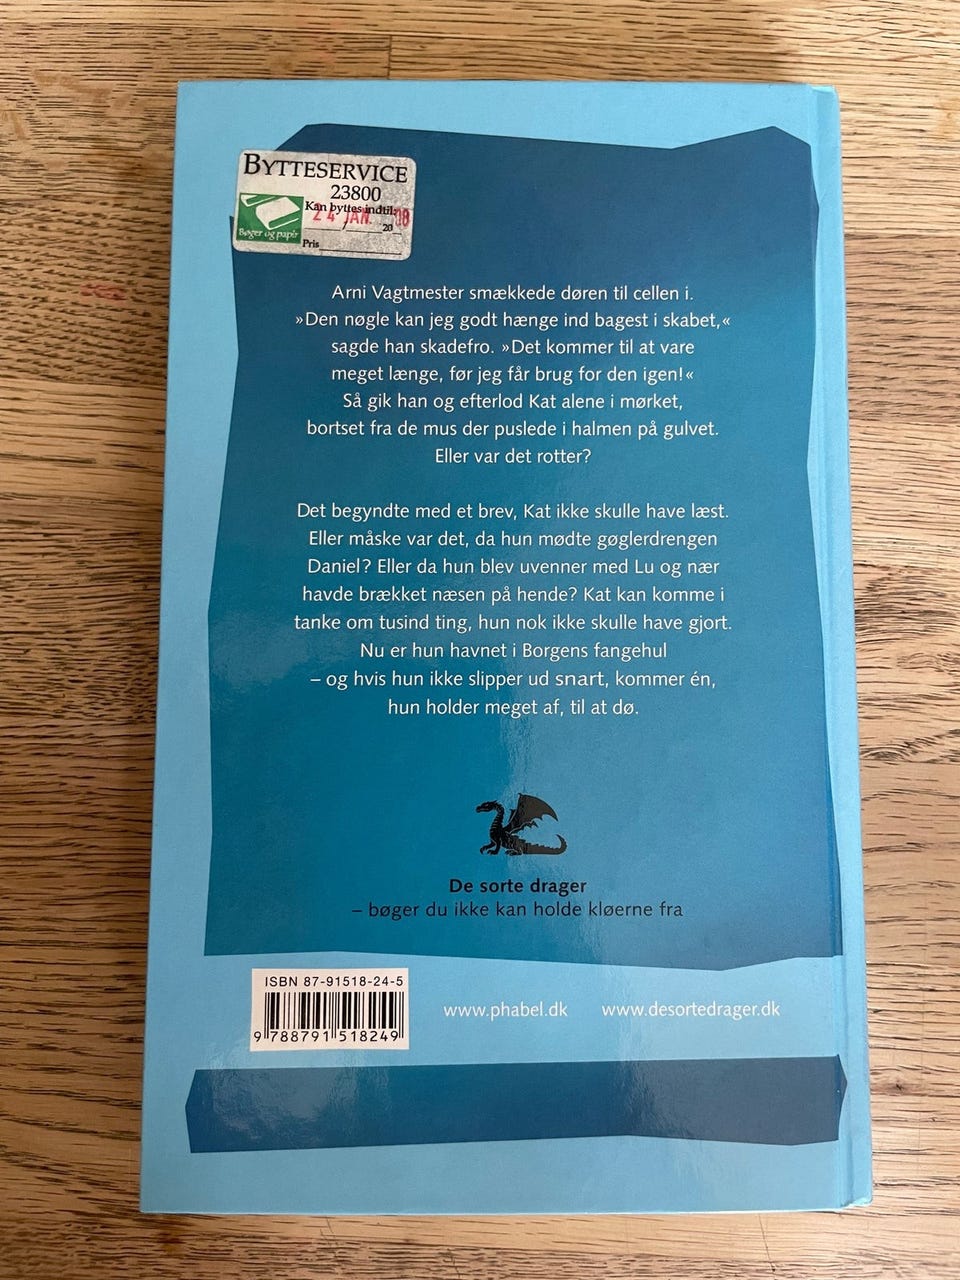 BYTTESERVICE
23800
Kan byttes indtil:
24 JAN. 08
/ 20
Bøger og papir
Pris
Arni Vagtmester smækkede døren til cellen i.
»Den nøgle kan jeg godt hænge ind bagest i skabet,«
sagde han skadefro. »Det kommer til at vare
meget længe, før jeg får brug for den igen!«
Så gik han og efterlod Kat alene i mørket,
bortset fra de mus der puslede i halmen på gulvet.
Eller var det rotter?
Det begyndte med et brev, Kat ikke skulle have læst.
Eller måske var det, da hun mødte gøglerdrengen
Daniel? Eller da hun blev uvenner med Lu og nær
havde brækket næsen på hende? Kat kan komme i
tanke om tusind ting, hun nok ikke skulle have gjort.
Nu er hun havnet i Borgens fangehul
– og hvis hun ikke slipper ud snart, kommer én,
hun holder meget af, til at dø.
De sorte drager
– bøger du ikke kan holde kløerne fra
ISBN 87-91518-24-5
9 788791 518249
www.phabel.dk www.desortedrager.dk